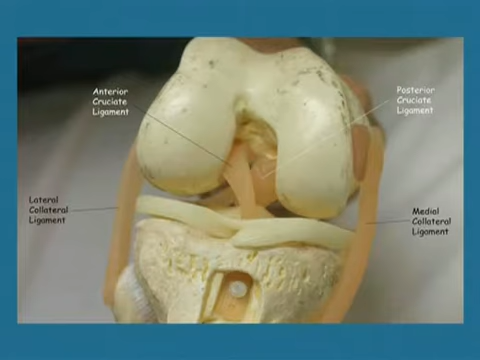 Anterior
Cruciate
Ligament
Posterior
Cruciate
Ligament
Lateral
Collateral
Ligament
Medial
Collateral
Ligament